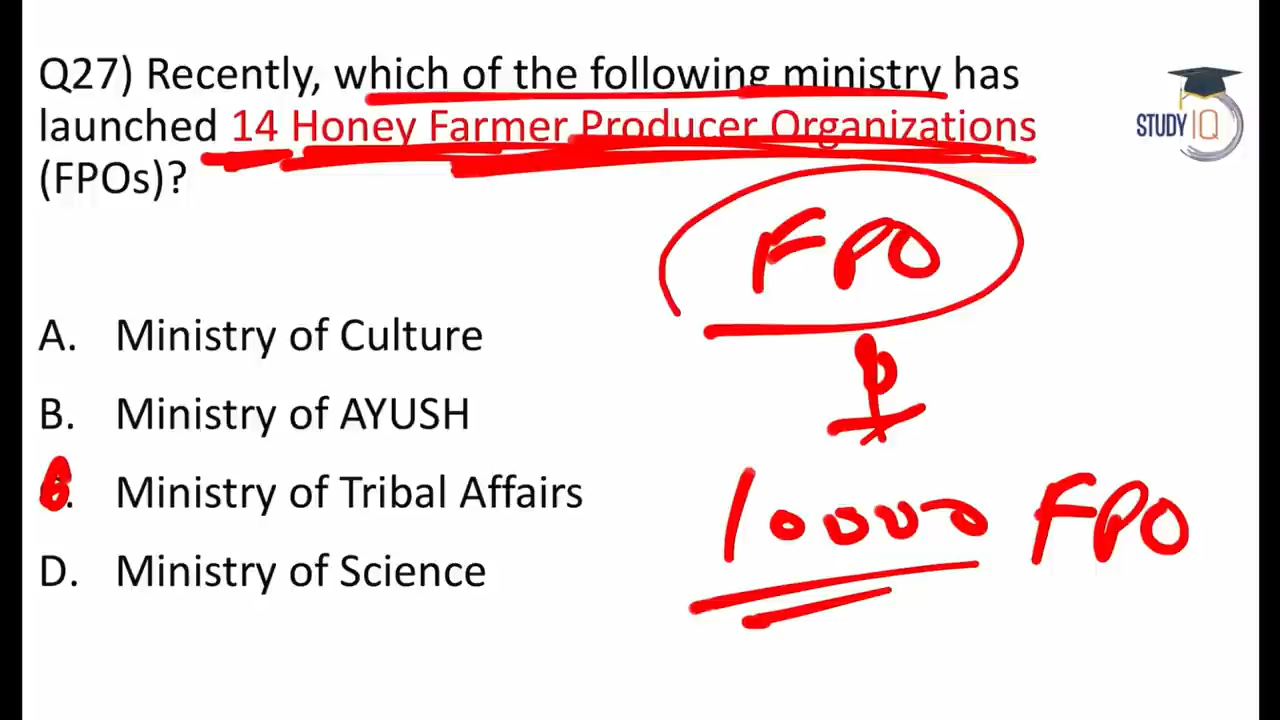 Q27) Recently, which of the following ministry has
launched 14 Honey Farmer Producer Organizations
(FPOs)?
STUDY IQ
FPO
A. Ministry of Culture
B. Ministry of AYUSH
Ministry of Tribal Affairs
10000 FPO
D. Ministry of Science